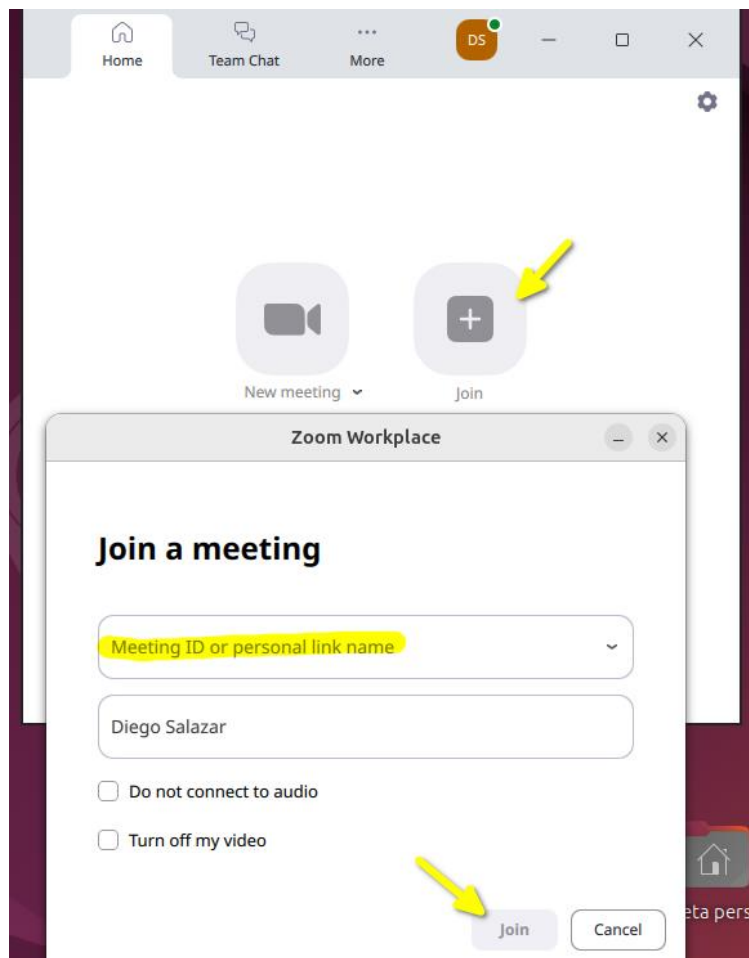 DS
Home
Team Chat
More
New meeting
Join
Zoom Workplace
Join a meeting
Meeting ID or personal link name
Diego Salazar
Do not connect to audio
Turn off my video
Join
Cancel
eta pers